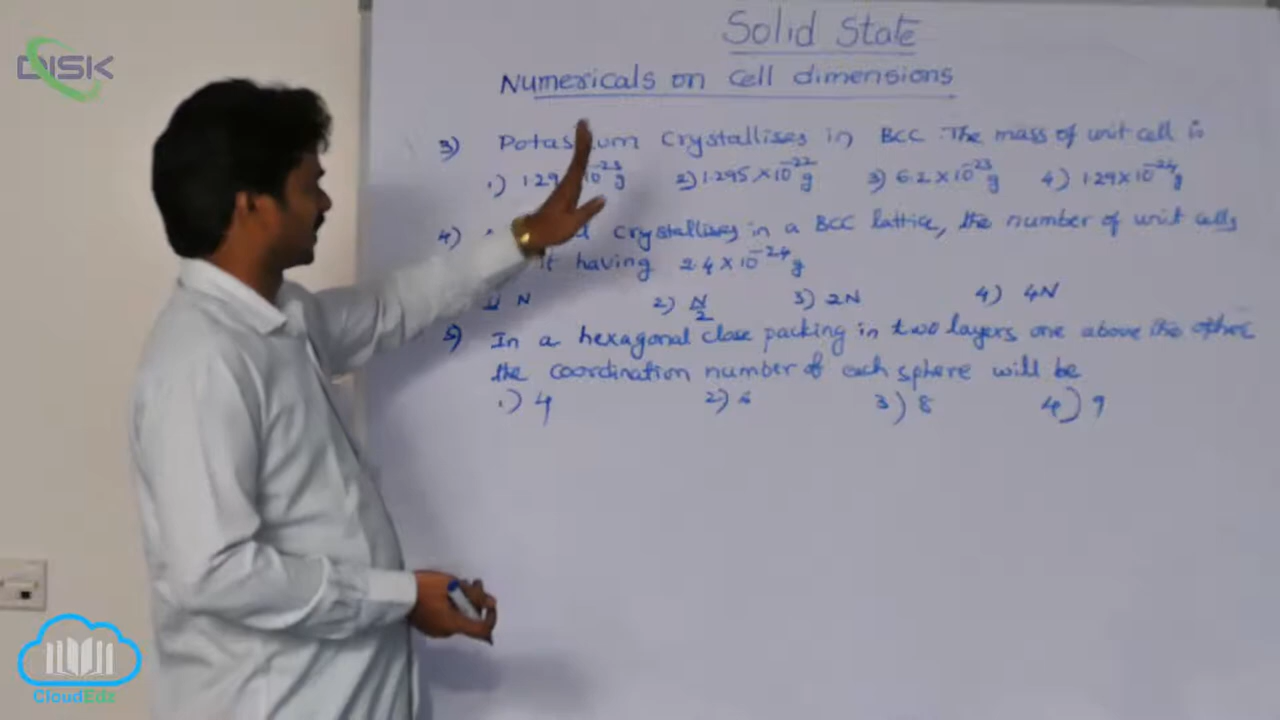 DISK
Solid State
Numericals on cell dimensions
3) Potassium crystallises in BCC. The mass of unit cell is
1) 1.29 10⁻²³g 2) 1.295×10⁻²² g 3) 6.2×10⁻²³ g 4) 1.29×10⁻²⁴ g
4) crystallises in a BCC lattice, the number of unit cells
it having 2.4×10⁻²⁴ g
1) N 2) N/2 3) 2N 4) 4N
5) In a hexagonal close packing in two layers one above the other
the coordination number of each sphere will be
1) 4 2) 6 3) 8 4) 9
CloudEdz